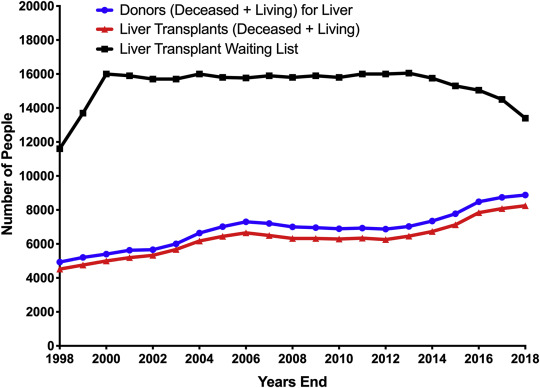 Donors (Deceased + Living) for Liver
Liver Transplants (Deceased + Living)
Liver Transplant Waiting List
Number of People
20000
18000
16000
14000
12000
10000
8000
6000
4000
2000
0
1998 2000 2002 2004 2006 2008 2010 2012 2014 2016 2018
Years End